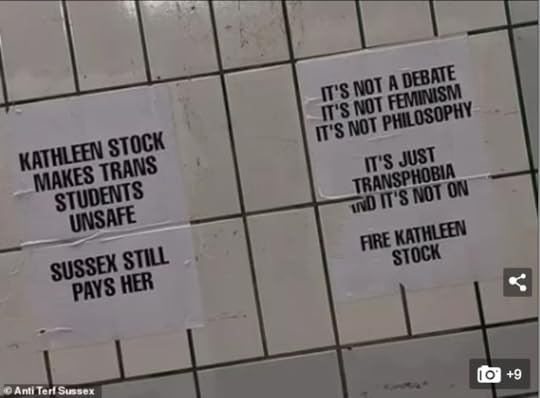 KATHLEEN STOCK
MAKES TRANS
STUDENTS
UNSAFE
SUSSEX STILL
PAYS HER
IT'S NOT A DEBATE
IT'S NOT FEMINISM
IT'S NOT PHILOSOPHY
IT'S JUST
TRANSPHOBIA
AND IT'S NOT ON
FIRE KATHLEEN
STOCK
+9
© Anti Terf Sussex